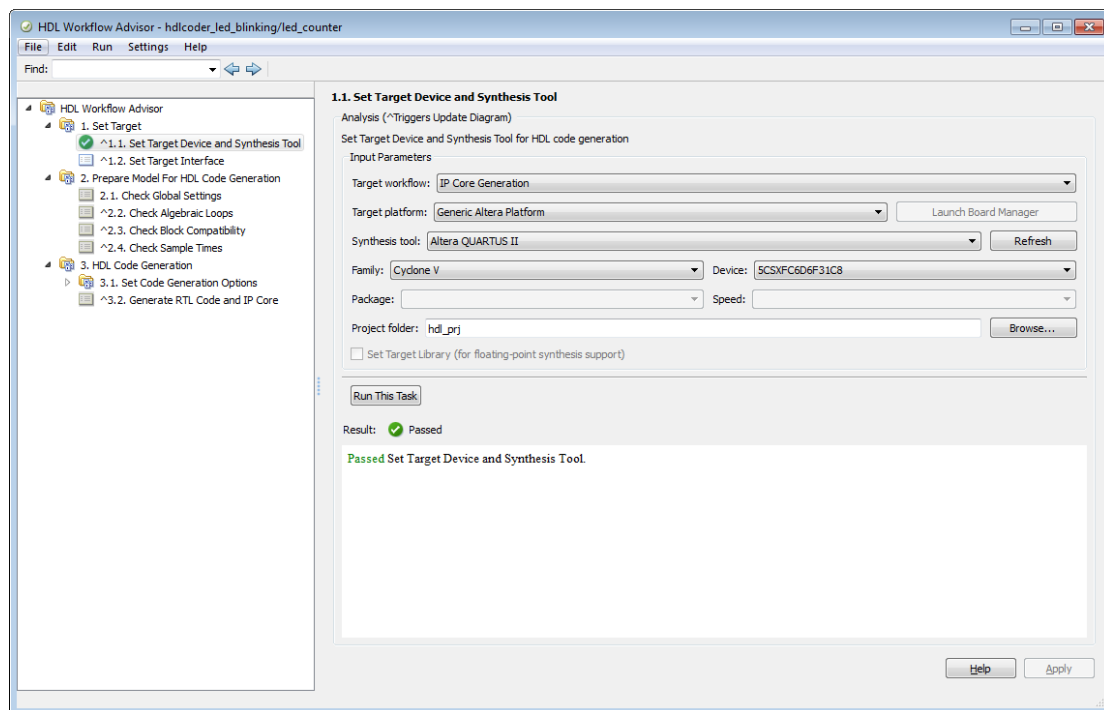 HDL Workflow Advisor - hdlcoder_led_blinking/led_counter
File Edit Run Settings Help
Find:
HDL Workflow Advisor
1. Set Target
^1.1. Set Target Device and Synthesis Tool
^1.2. Set Target Interface
2. Prepare Model For HDL Code Generation
2.1. Check Global Settings
^2.2. Check Algebraic Loops
^2.3. Check Block Compatibility
^2.4. Check Sample Times
3. HDL Code Generation
3.1. Set Code Generation Options
^3.2. Generate RTL Code and IP Core
1.1. Set Target Device and Synthesis Tool
Analysis (^Triggers Update Diagram)
Set Target Device and Synthesis Tool for HDL code generation
Input Parameters
Target workflow: IP Core Generation
Target platform: Generic Altera Platform Launch Board Manager
Synthesis tool: Altera QUARTUS II Refresh
Family: Cyclone V Device: 5CSXFC6D6F31C8
Package: Speed:
Project folder: hdl_prj Browse...
Set Target Library (for floating-point synthesis support)
Run This Task
Result: Passed
Passed Set Target Device and Synthesis Tool.
Help Apply